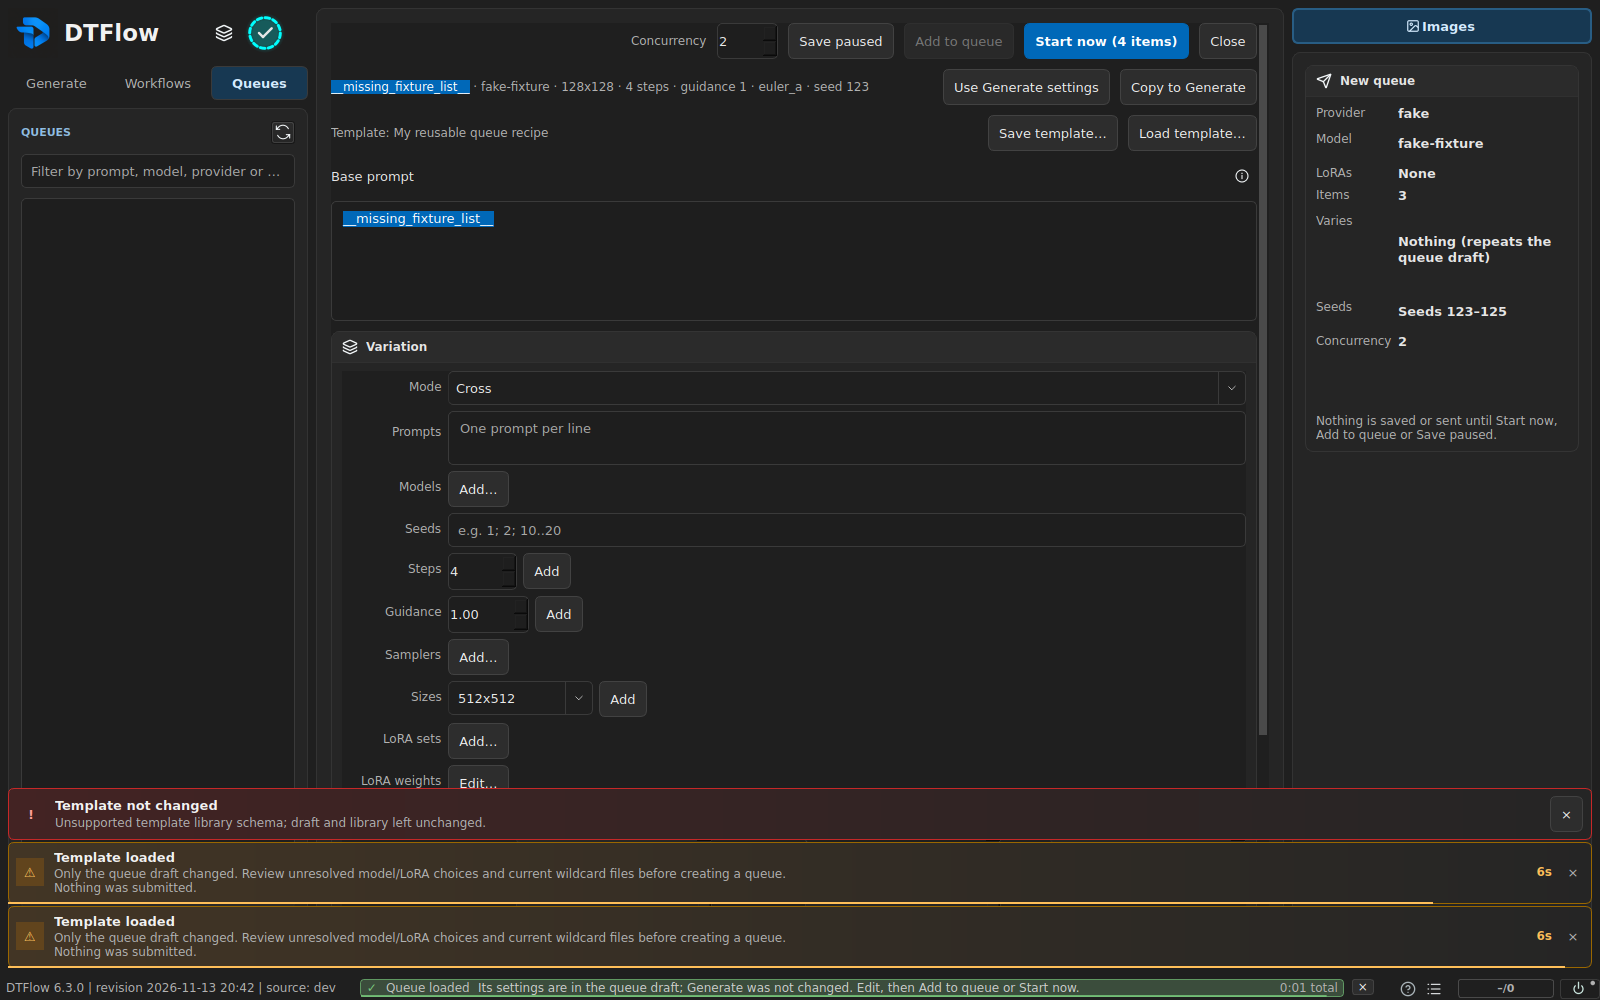 DTFlow
Generate
Workflows
Queues
QUEUES
Filter by prompt, model, provider or ...
Concurrency
2
Save paused
Add to queue
Start now (4 items)
Close
__missing_fixture_list__ · fake-fixture · 128x128 · 4 steps · guidance 1 · euler_a · seed 123
Use Generate settings
Copy to Generate
Template: My reusable queue recipe
Save template...
Load template...
Base prompt
__missing_fixture_list__
Variation
Mode
Cross
Prompts
One prompt per line
Models
Add...
Seeds
e.g. 1; 2; 10..20
Steps
4
Add
Guidance
1.00
Add
Samplers
Add...
Sizes
512x512
Add
LoRA sets
Add...
LoRA weights
Edit...
Images
New queue
Provider
fake
Model
fake-fixture
LoRAs
None
Items
3
Varies
Nothing (repeats the
queue draft)
Seeds
Seeds 123–125
Concurrency
2
Nothing is saved or sent until Start now,
Add to queue or Save paused.
Template not changed
Unsupported template library schema; draft and library left unchanged.
Template loaded
Only the queue draft changed. Review unresolved model/LoRA choices and current wildcard files before creating a queue.
Nothing was submitted.
6s
Template loaded
Only the queue draft changed. Review unresolved model/LoRA choices and current wildcard files before creating a queue.
Nothing was submitted.
6s
DTFlow 6.3.0 | revision 2026-11-13 20:42 | source: dev
Queue loaded Its settings are in the queue draft; Generate was not changed. Edit, then Add to queue or Start now.
0:01 total
-/0